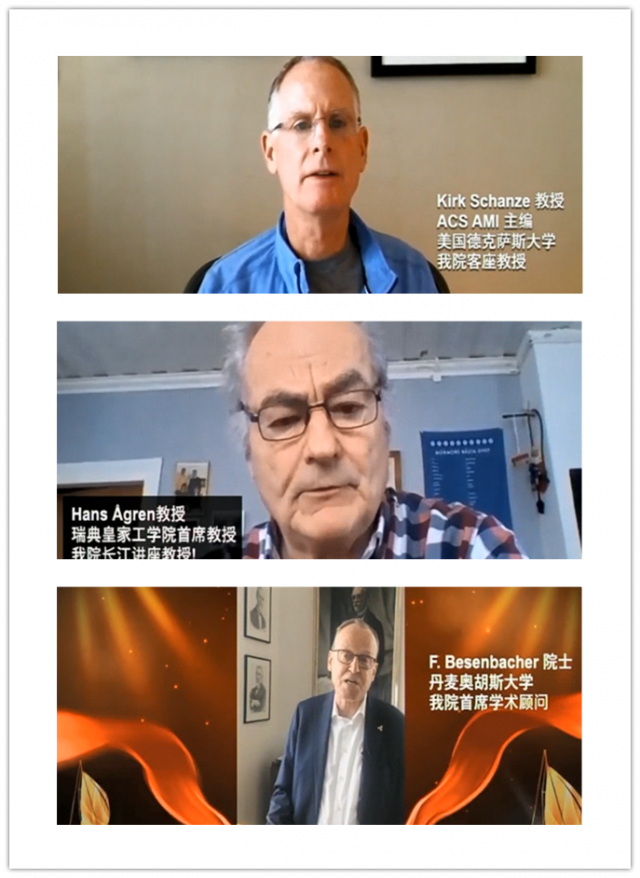 Kirk Schanze 教授
ACS AMI 主编
美国德克萨斯大学
我院客座教授
Hans Ågren教授
瑞典皇家工学院首席教授
我院长江讲座教授!
F. Besenbacher 院士
丹麦奥胡斯大学
我院首席学术顾问